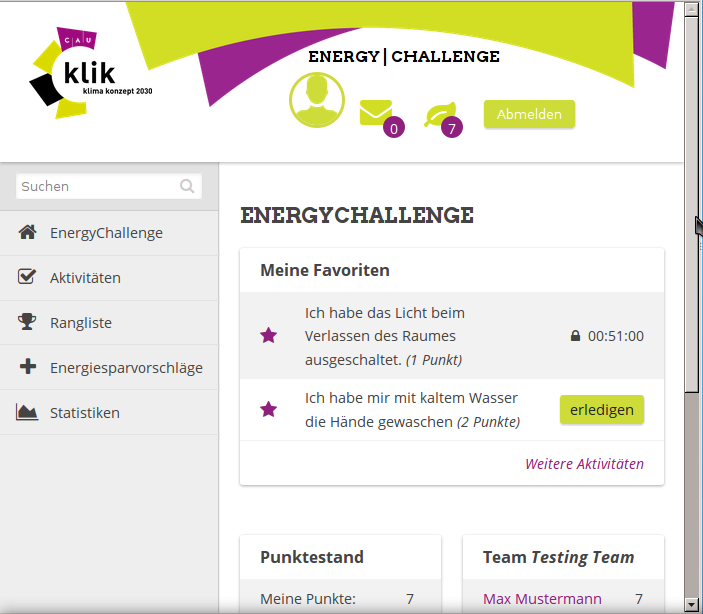 CAU
klik
klima konzept 2030
ENERGY|CHALLENGE
0
7
Abmelden
Suchen
EnergyChallenge
Aktivitäten
Rangliste
Energiesparvorschläge
Statistiken
ENERGYCHALLENGE
Meine Favoriten
Ich habe das Licht beim
Verlassen des Raumes
ausgeschaltet. (1 Punkt)
00:51:00
Ich habe mir mit kaltem Wasser
die Hände gewaschen (2 Punkte)
erledigen
Weitere Aktivitäten
Punktestand
Meine Punkte: 7
Team Testing Team
Max Mustermann 7